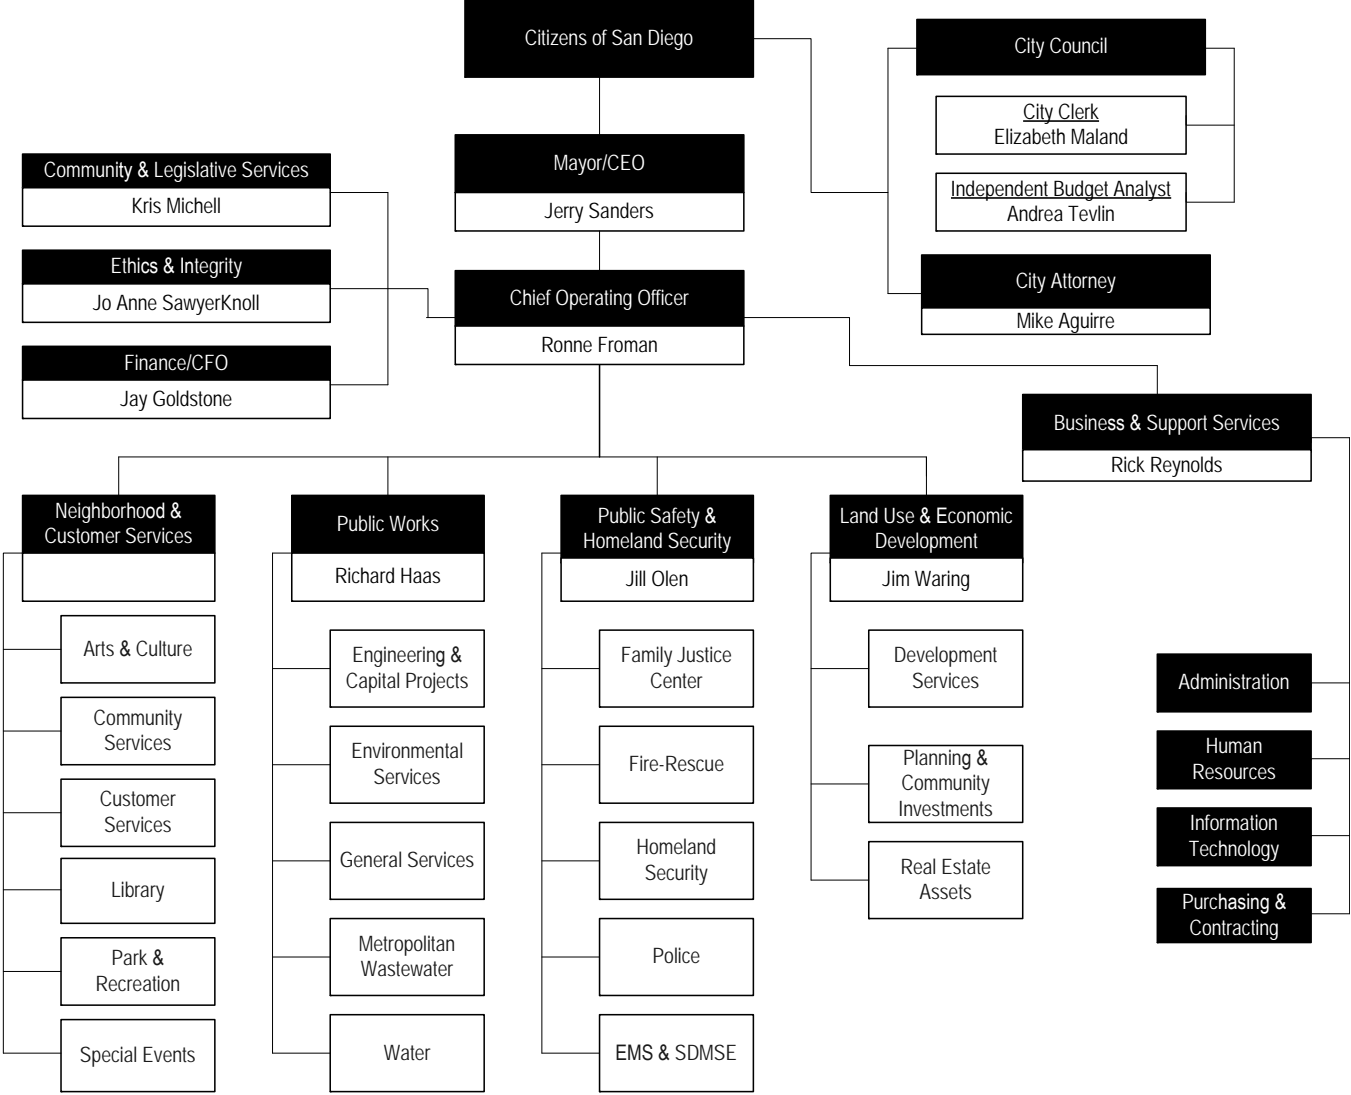 Citizens of San Diego
City Council
City Clerk
Elizabeth Maland
Independent Budget Analyst
Andrea Tevlin
City Attorney
Mike Aguirre
Mayor/CEO
Jerry Sanders
Community & Legislative Services
Kris Michell
Ethics & Integrity
Jo Anne SawyerKnoll
Finance/CFO
Jay Goldstone
Chief Operating Officer
Ronne Froman
Business & Support Services
Rick Reynolds
Neighborhood &
Customer Services
Arts & Culture
Community
Services
Customer
Services
Library
Park &
Recreation
Special Events
Public Works
Richard Haas
Engineering &
Capital Projects
Environmental
Services
General Services
Metropolitan
Wastewater
Water
Public Safety &
Homeland Security
Jill Olen
Family Justice
Center
Fire-Rescue
Homeland
Security
Police
EMS & SDMSE
Land Use & Economic
Development
Jim Waring
Development
Services
Planning &
Community
Investments
Real Estate
Assets
Administration
Human
Resources
Information
Technology
Purchasing &
Contracting